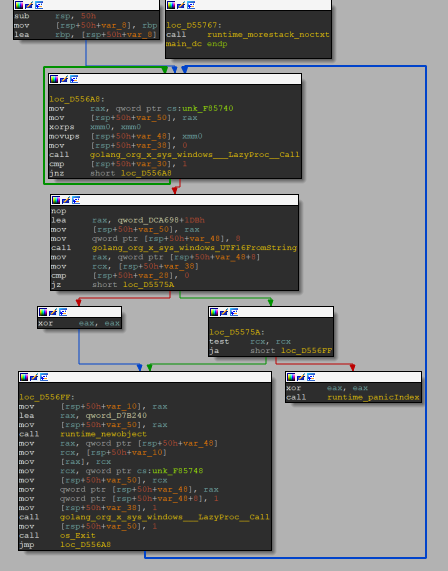 sub rsp, 50h
mov [rsp+50h+var_8], rbp
lea rbp, [rsp+50h+var_8]
loc_D55767:
call runtime_morestack_noctxt
main_dc endp
loc_D556A8:
mov rax, qword ptr cs:unk_F85740
mov [rsp+50h+var_50], rax
xorps xmm0, xmm0
movups [rsp+50h+var_48], xmm0
mov [rsp+50h+var_38], 0
call golang_org_x_sys_windows___LazyProc__Call
cmp [rsp+50h+var_30], 1
jnz short loc_D556A8
nop
lea rax, qword_DCA698+1DBh
mov [rsp+50h+var_50], rax
mov qword ptr [rsp+50h+var_48], 8
call golang_org_x_sys_windows_UTF16FromString
mov rax, qword ptr [rsp+50h+var_48+8]
mov rcx, [rsp+50h+var_38]
cmp [rsp+50h+var_28], 0
jz short loc_D5575A
xor eax, eax
loc_D5575A:
test rcx, rcx
ja short loc_D556FF
loc_D556FF:
mov [rsp+50h+var_10], rax
lea rax, qword_D7B240
mov [rsp+50h+var_50], rax
call runtime_newobject
mov rax, qword ptr [rsp+50h+var_48]
mov rcx, [rsp+50h+var_10]
mov [rax], rcx
mov rcx, qword ptr cs:unk_F85748
mov [rsp+50h+var_50], rcx
mov qword ptr [rsp+50h+var_48], rax
mov qword ptr [rsp+50h+var_48+8], 1
mov [rsp+50h+var_38], 1
call golang_org_x_sys_windows___LazyProc__Call
mov [rsp+50h+var_50], 1
call os_Exit
jmp loc_D556A8
xor eax, eax
call runtime_panicIndex